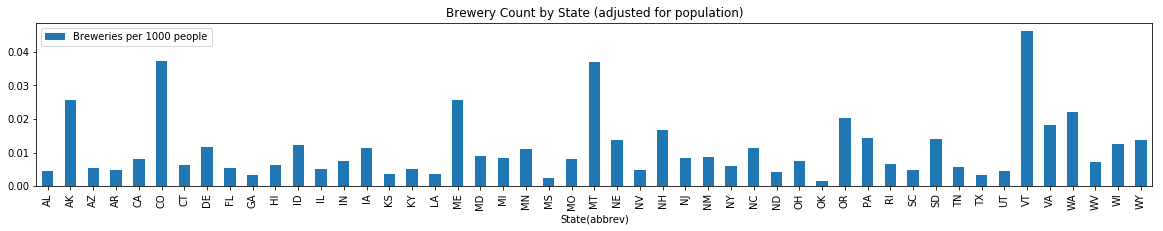 Brewery Count by State (adjusted for population)
Breweries per 1000 people
0.04
0.03
0.02
0.01
0.00
AL AK AZ AR CA CO CT DE FL GA HI ID IL IN IA KS KY LA ME MD MI MN MS MO MT NE NV NH NJ NM NY NC ND OH OK OR PA RI SC SD TN TX UT VT VA WA WV WI WY
State(abbrev)